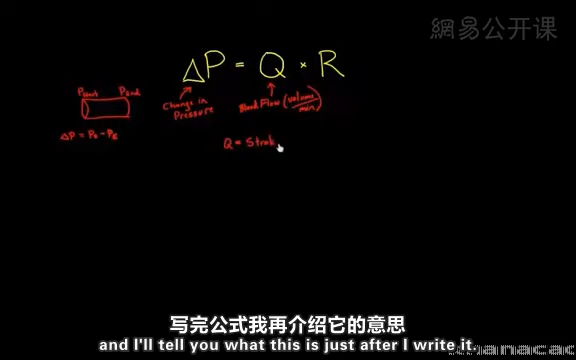 網易公开课
ΔP = Q × R
Pstart Pend
Change in Pressure
Blood Flow (volume/min)
ΔP = Ps - PE
Q = Strok
写完公式我再介绍它的意思
and I'll tell you what this is just after I write it.